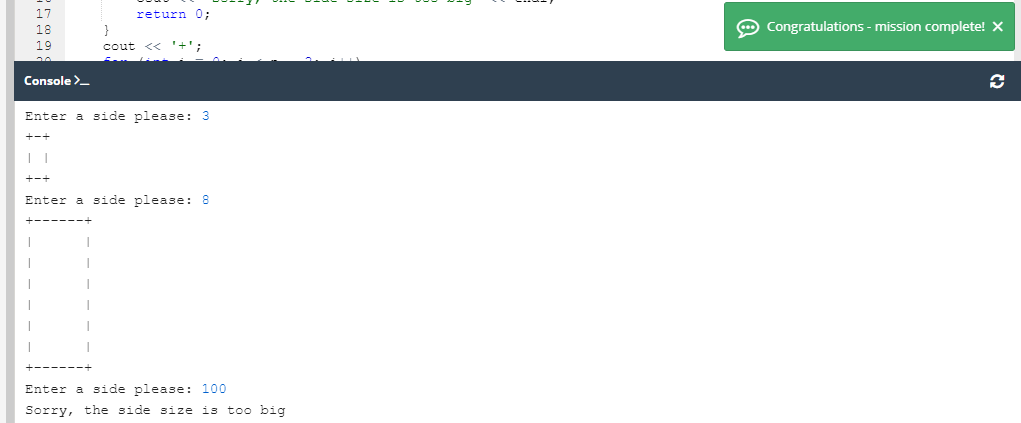 17 return 0;
18 }
19 cout << '+';
Congratulations - mission complete! ✕
Console >_
Enter a side please: 3
+-+
| |
+-+
Enter a side please: 8
+------+
|      |
|      |
|      |
|      |
|      |
|      |
+------+
Enter a side please: 100
Sorry, the side size is too big